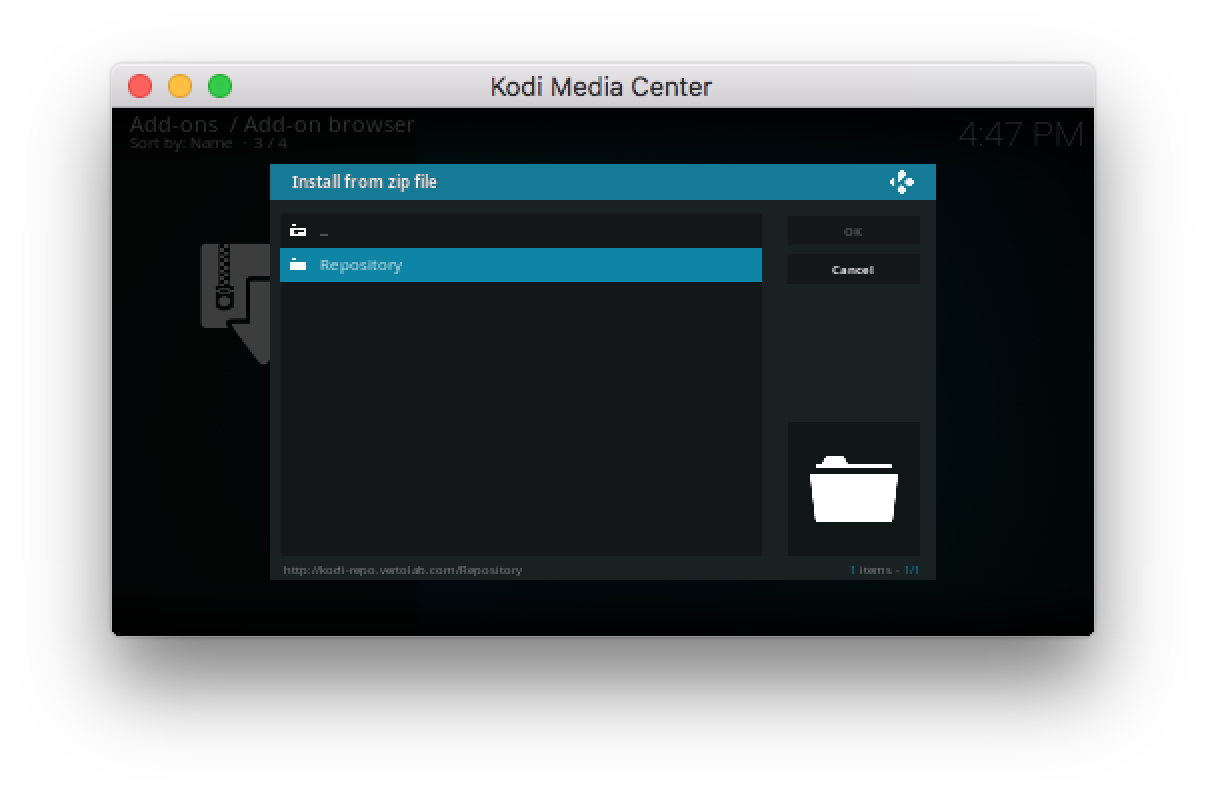 Kodi Media Center
Add-ons / Add-on browser
Sort by: Name · 3 / 4
4:47 PM
Install from zip file
..
Repository
OK
Cancel
http://kodi-repo.vertolab.com/Repository
1 items - 1/1